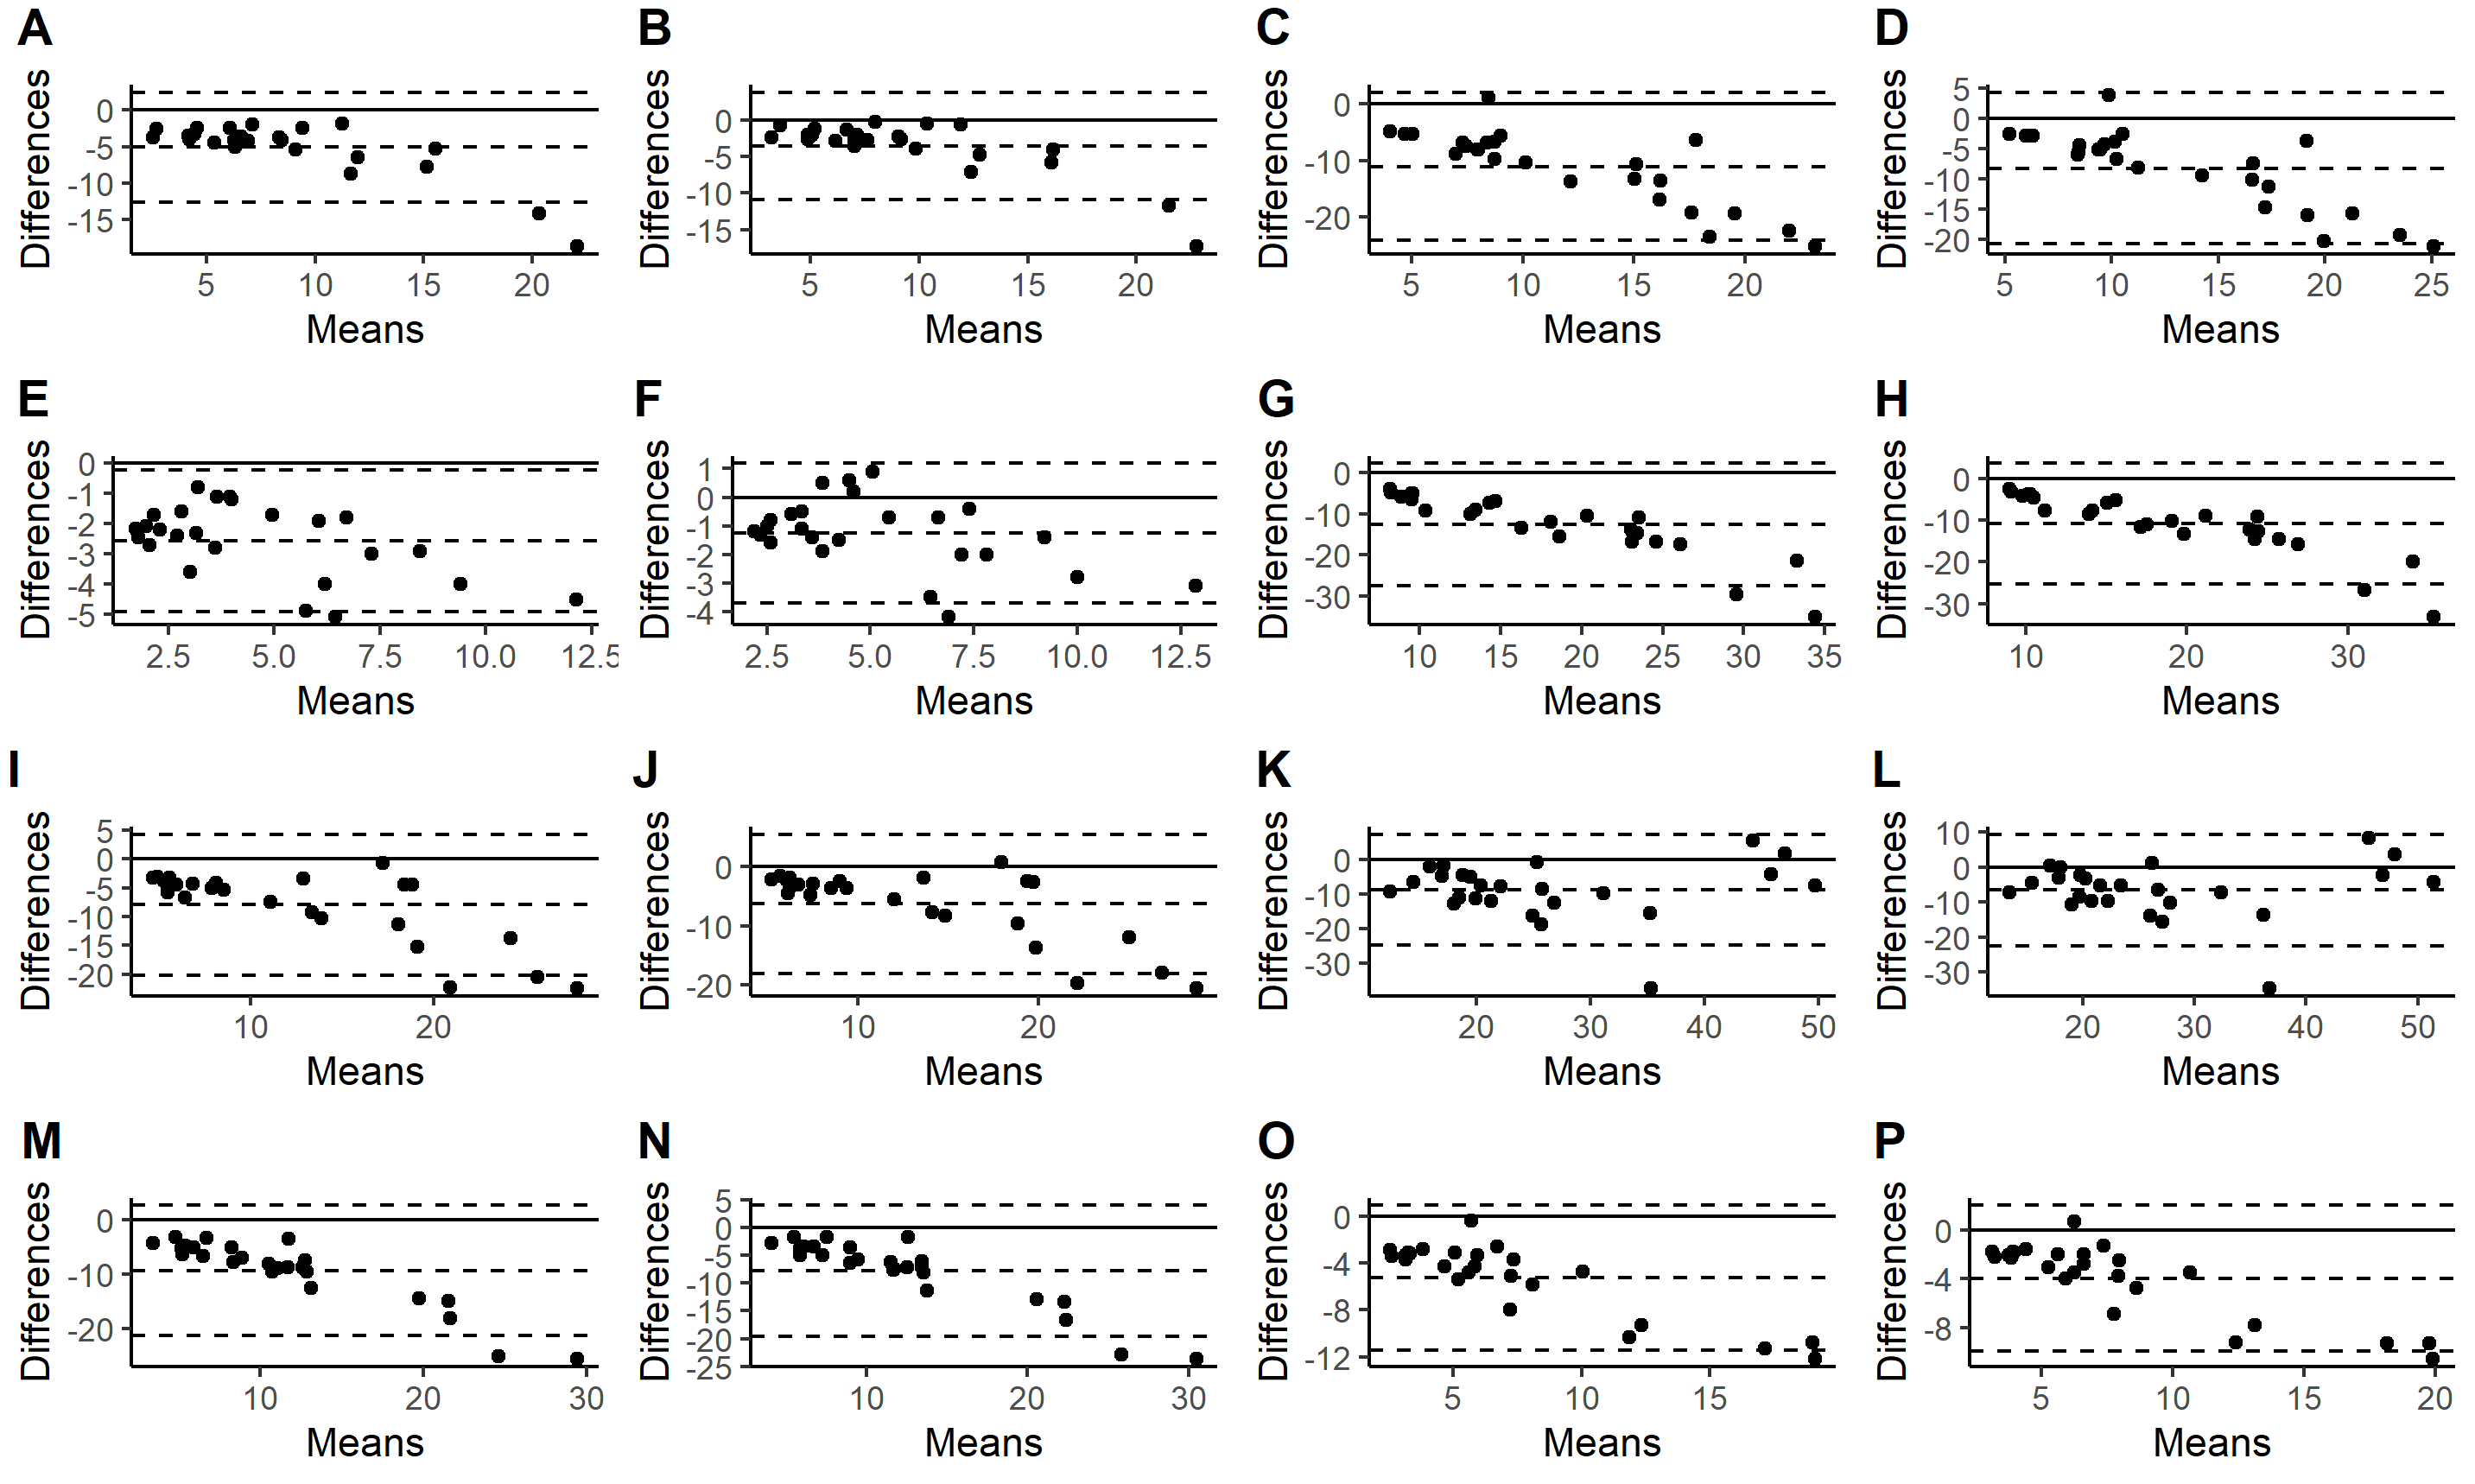 A B C D
Differences Differences Differences Differences
0 -5 -10 -15
0 -5 -10 -15
0 -10 -20
5 0 -5 -10 -15 -20
5 10 15 20
5 10 15 20
5 10 15 20
5 10 15 20 25
Means Means Means Means
E F G H
Differences Differences Differences Differences
0 -1 -2 -3 -4 -5
1 0 -1 -2 -3 -4
0 -10 -20 -30
0 -10 -20 -30
2.5 5.0 7.5 10.0 12.5
2.5 5.0 7.5 10.0 12.5
10 15 20 25 30 35
10 20 30
Means Means Means Means
I J K L
Differences Differences Differences Differences
5 0 -5 -10 -15 -20
0 -10 -20
0 -10 -20 -30
10 0 -10 -20 -30
10 20
10 20
20 30 40 50
20 30 40 50
Means Means Means Means
M N O P
Differences Differences Differences Differences
0 -10 -20
5 0 -5 -10 -15 -20 -25
0 -4 -8 -12
0 -4 -8
10 20 30
10 20 30
5 10 15
5 10 15 20
Means Means Means Means